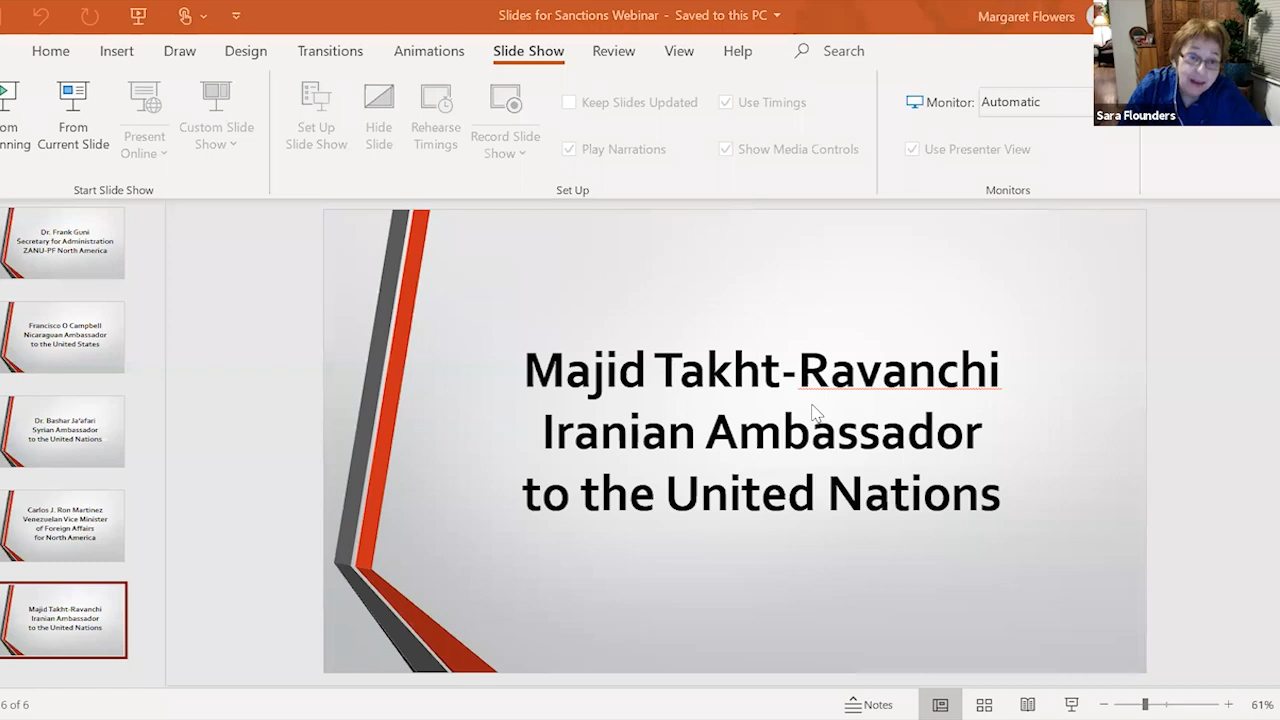 Slides for Sanctions Webinar - Saved to this PC
Margaret Flowers
Home Insert Draw Design Transitions Animations Slide Show Review View Help Search
Keep Slides Updated
Use Timings
Monitor: Automatic
Sara Flounders
From
Current Slide
Present
Online
Custom Slide
Show
Set Up
Slide Show
Hide
Slide
Rehearse
Timings
Record Slide
Show
Play Narrations
Show Media Controls
Use Presenter View
Start Slide Show
Set Up
Monitors
Dr. Frank Guni
Secretary for Administration
ZANU-PF North America
Francisco O Campbell
Nicaraguan Ambassador
to the United States
Dr. Bashar Ja'afari
Syrian Ambassador
to the United Nations
Carlos J. Ron Martinez
Venezuelan Vice Minister
of Foreign Affairs
for North America
Majid Takht-Ravanchi
Iranian Ambassador
to the United Nations
Majid Takht-Ravanchi
Iranian Ambassador
to the United Nations
6 of 6
Notes
61%